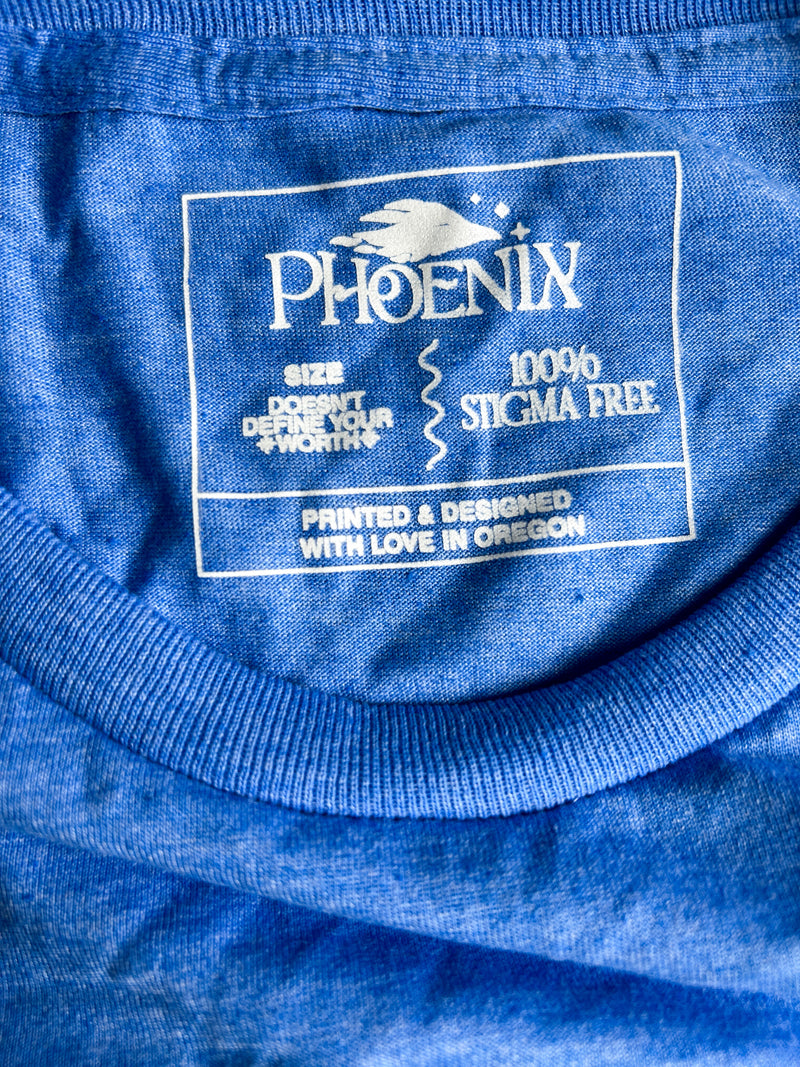 PHOENIX
SIZE
DOESN'T
DEFINE YOUR
WORTH
100%
STIGMA FREE
PRINTED & DESIGNED
WITH LOVE IN OREGON